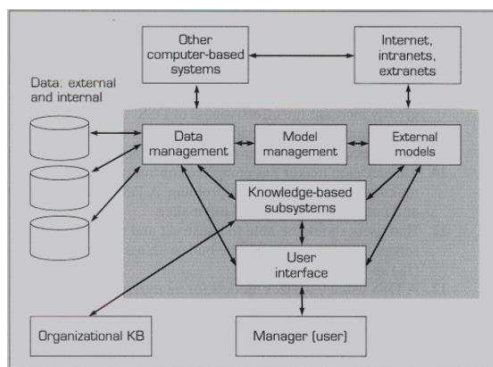 Other
computer-based
systems
Internet,
intranets,
extranets
Data: external
and internal
Data
management
Model
management
External
models
Knowledge-based
subsystems
User
interface
Organizational KB
Manager (user)